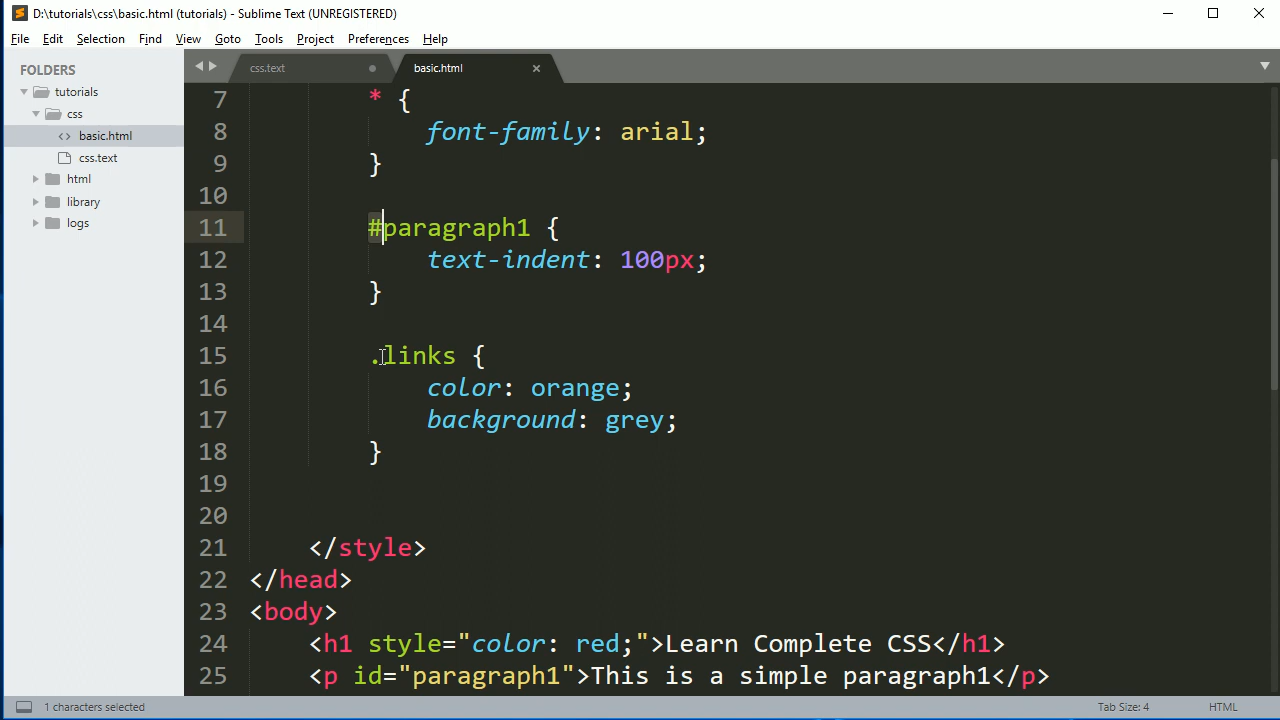 D:\tutorials\css\basic.html (tutorials) - Sublime Text (UNREGISTERED)
File Edit Selection Find View Goto Tools Project Preferences Help
FOLDERS
tutorials
css
<> basic.html
css.text
html
library
logs
css.text
basic.html
7 * {
8 font-family: arial;
9 }
10
11 #paragraph1 {
12 text-indent: 100px;
13 }
14
15 .links {
16 color: orange;
17 background: grey;
18 }
19
20
21 </style>
22 </head>
23 <body>
24 <h1 style="color: red;">Learn Complete CSS</h1>
25 <p id="paragraph1">This is a simple paragraph1</p>
1 characters selected
Tab Size: 4
HTML